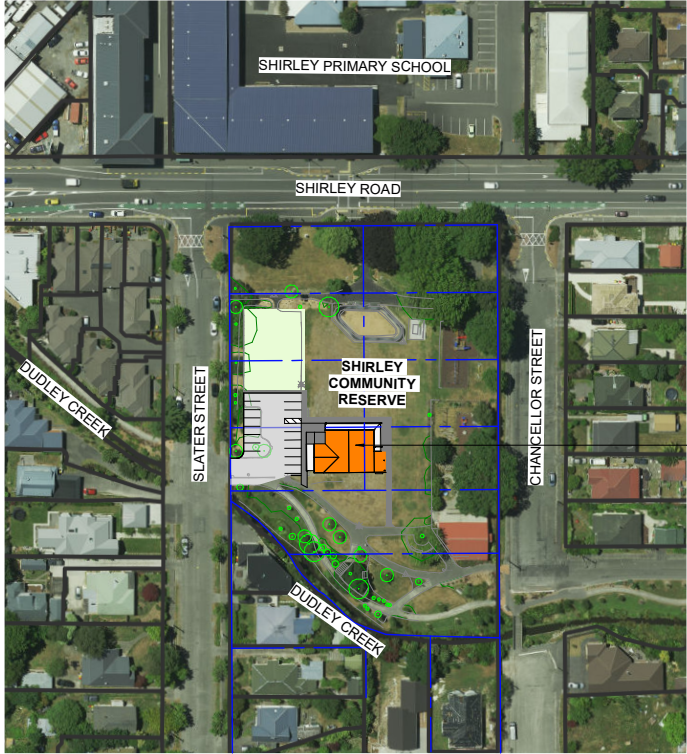 SHIRLEY PRIMARY SCHOOL
SHIRLEY ROAD
DUDLEY CREEK
SLATER STREET
SHIRLEY
COMMUNITY
RESERVE
CHANCELLOR STREET
DUDLEY CREEK